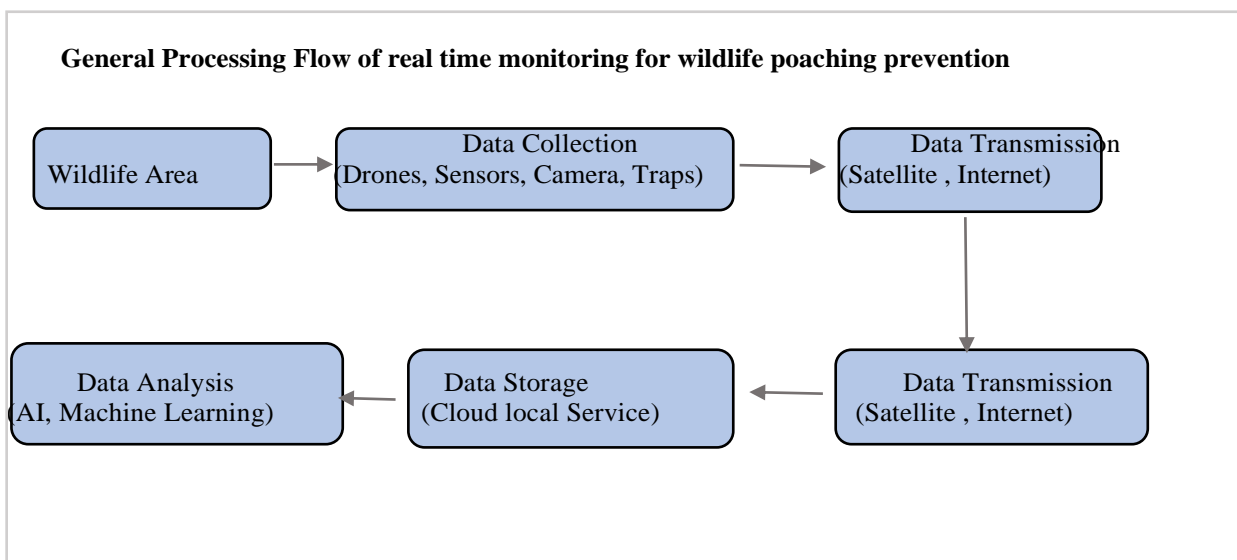 General Processing Flow of real time monitoring for wildlife poaching prevention
Wildlife Area
Data Collection
(Drones, Sensors, Camera, Traps)
Data Transmission
(Satellite , Internet)
Data Transmission
(Satellite , Internet)
Data Storage
(Cloud local Service)
Data Analysis
(AI, Machine Learning)